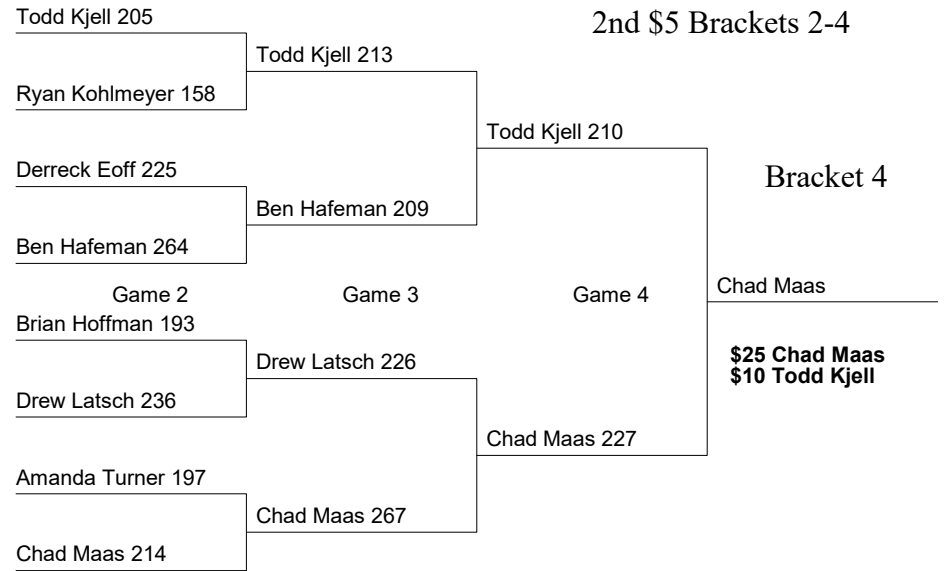 Todd Kjell 205
2nd $5 Brackets 2-4
Todd Kjell 213
Ryan Kohlmeyer 158
Todd Kjell 210
Derreck Eoff 225
Bracket 4
Ben Hafeman 209
Ben Hafeman 264
Game 2
Game 3
Game 4
Chad Maas
Brian Hoffman 193
$25 Chad Maas
$10 Todd Kjell
Drew Latsch 226
Drew Latsch 236
Chad Maas 227
Amanda Turner 197
Chad Maas 267
Chad Maas 214